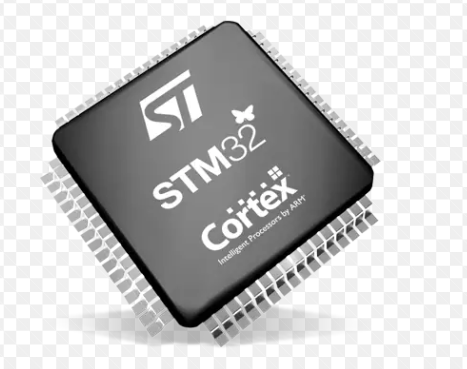 ST
STM32
Cortex
Intelligent Processors by ARM®